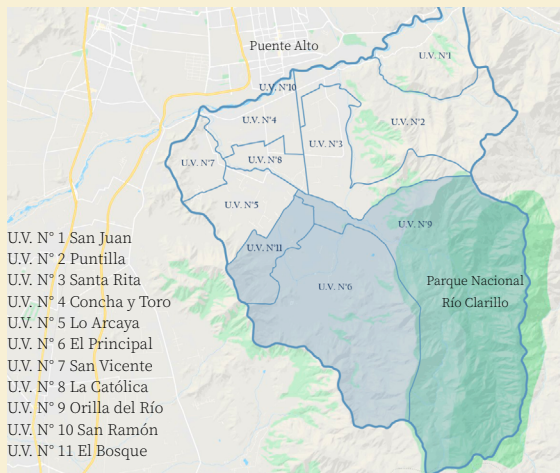 Puente Alto
U.V. N°1
U.V. N°10
U.V. N°4
U.V. N°2
U.V. N°3
U.V. N°8
U.V. N°7
U.V. N°5
U.V. N°9
U.V. N°11
U.V. N°6
Parque Nacional
Río Clarillo
U.V. N° 1 San Juan
U.V. N° 2 Puntilla
U.V. N° 3 Santa Rita
U.V. N° 4 Concha y Toro
U.V. N° 5 Lo Arcaya
U.V. N° 6 El Principal
U.V. N° 7 San Vicente
U.V. N° 8 La Católica
U.V. N° 9 Orilla del Río
U.V. N° 10 San Ramón
U.V. N° 11 El Bosque